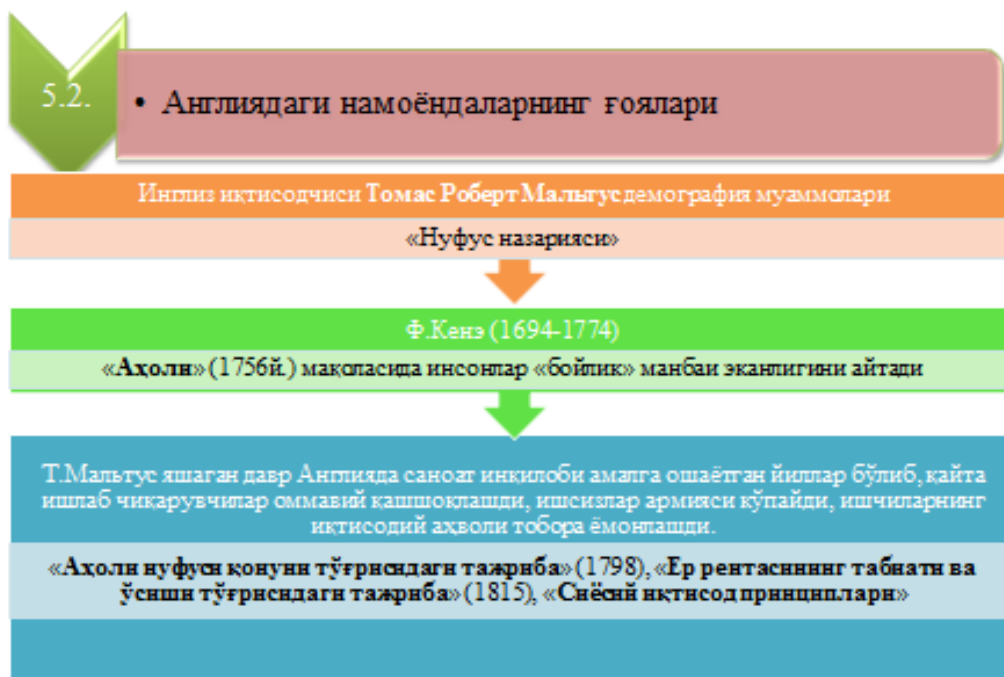 5.2.
• Англиядаги намоёндаларнинг ғоялари
Инглиз иқтисодчиси Томас Роберт Мальтус демография муаммолари
«Нуфус назарияси»
Ф.Кенэ (1694-1774)
«Аҳоли» (1756й.) мақоласида инсонлар «бойлик» манбаи эканлигини айтади
Т.Мальтус яшаган давр Англияда саноат инқилоби амалга ошаётган йиллар бўлиб, қайта
ишлаб чиқарувчилар оммавий қашшоқлашди, ишсизлар армияси кўпайди, ишчиларнинг
иқтисодий аҳволи тобора ёмонлашди.
«Аҳоли нуфуси қонуни тўғрисидаги тажриба» (1798), «Ер рентасининг табиати ва
ўсиши тўғрисидаги тажриба» (1815), «Сиёсий иқтисод принциплари»